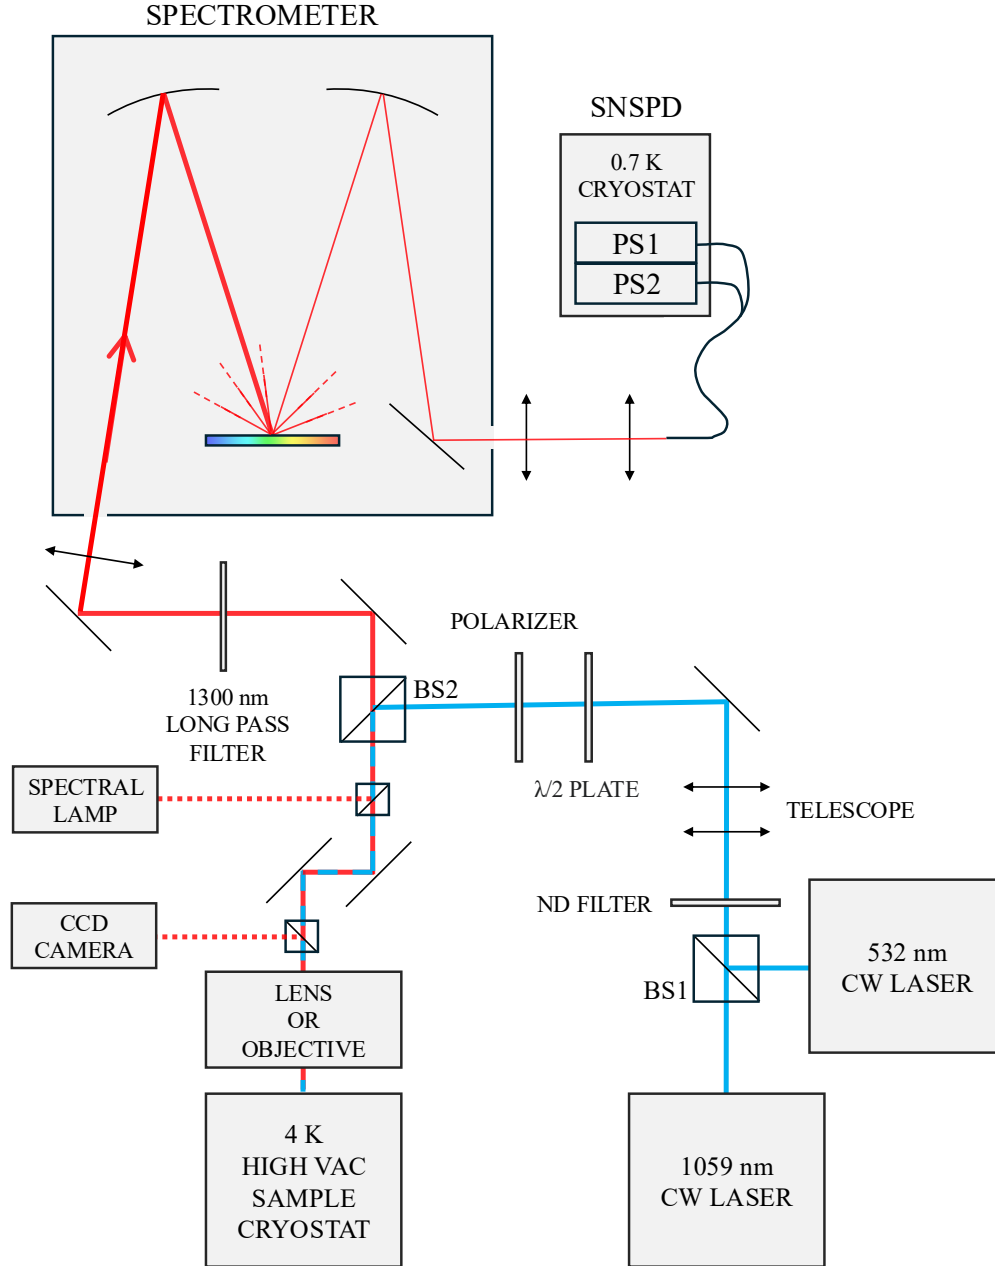 SPECTROMETER
SNSPD
0.7 K
CRYOSTAT
PS1
PS2
POLARIZER
BS2
1300 nm
LONG PASS
FILTER
λ/2 PLATE
SPECTRAL
LAMP
TELESCOPE
ND FILTER
CCD
CAMERA
532 nm
CW LASER
BS1
LENS
OR
OBJECTIVE
4 K
HIGH VAC
SAMPLE
CRYOSTAT
1059 nm
CW LASER